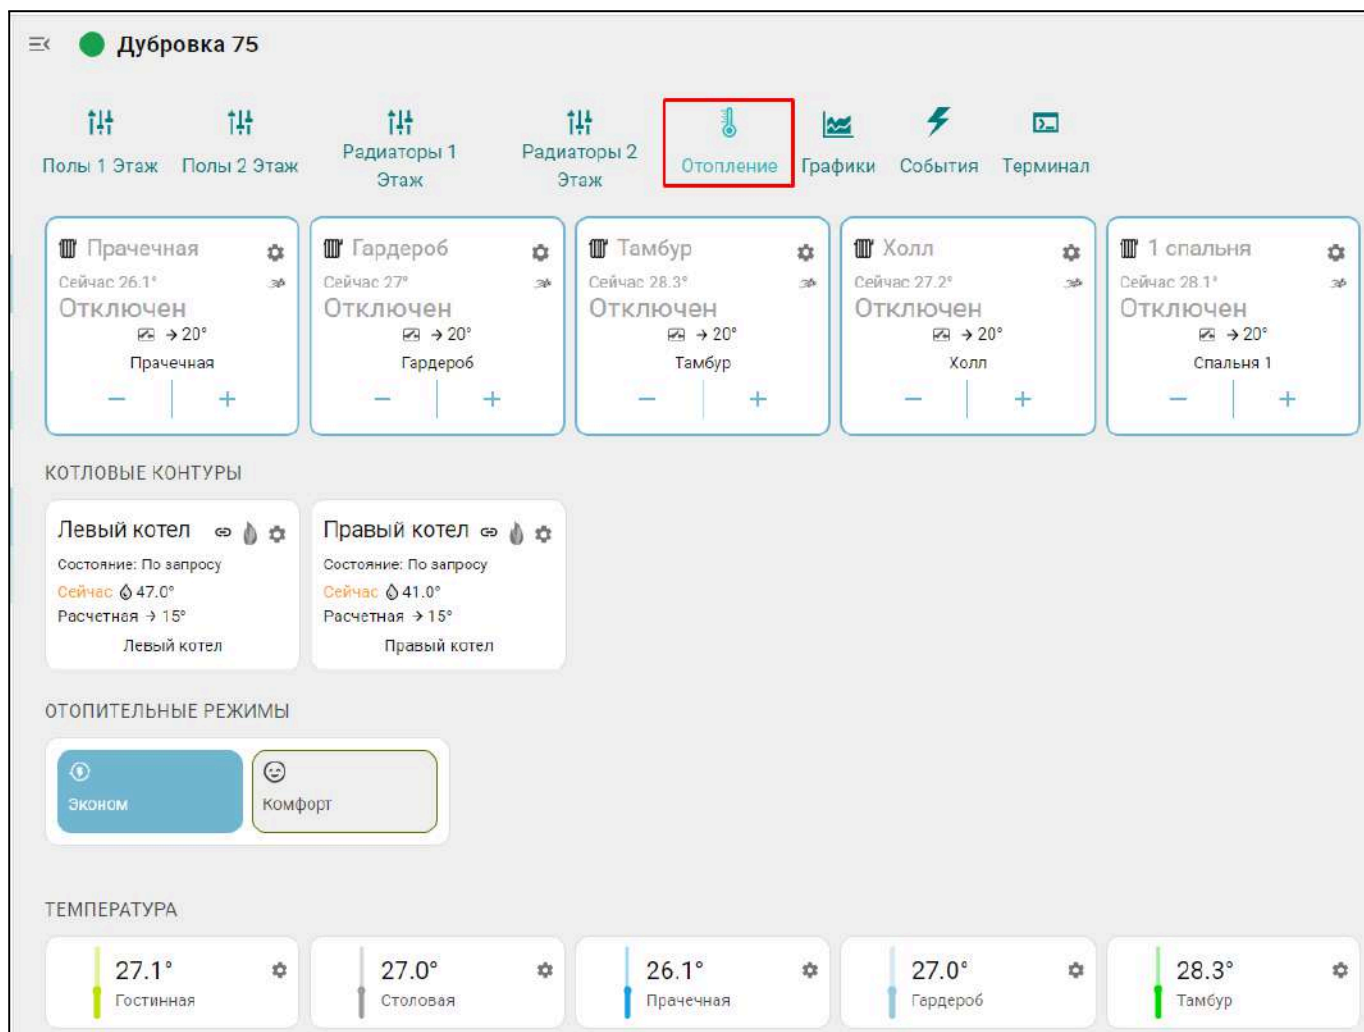 Дубровка 75
Полы 1 Этаж
Полы 2 Этаж
Радиаторы 1
Этаж
Радиаторы 2
Этаж
Отопление
Графики
События
Терминал
Прачечная
Сейчас 26.1°
Отключен
→ 20°
Прачечная
− +
Гардероб
Сейчас 27°
Отключен
→ 20°
Гардероб
− +
Тамбур
Сейчас 28.3°
Отключен
→ 20°
Тамбур
− +
Холл
Сейчас 27.2°
Отключен
→ 20°
Холл
− +
1 спальня
Сейчас 28.1°
Отключен
→ 20°
Спальня 1
− +
КОТЛОВЫЕ КОНТУРЫ
Левый котел
Состояние: По запросу
Сейчас 47.0°
Расчетная → 15°
Левый котел
Правый котел
Состояние: По запросу
Сейчас 41.0°
Расчетная → 15°
Правый котел
ОТОПИТЕЛЬНЫЕ РЕЖИМЫ
Эконом
Комфорт
ТЕМПЕРАТУРА
27.1°
Гостинная
27.0°
Столовая
26.1°
Прачечная
27.0°
Гардероб
28.3°
Тамбур